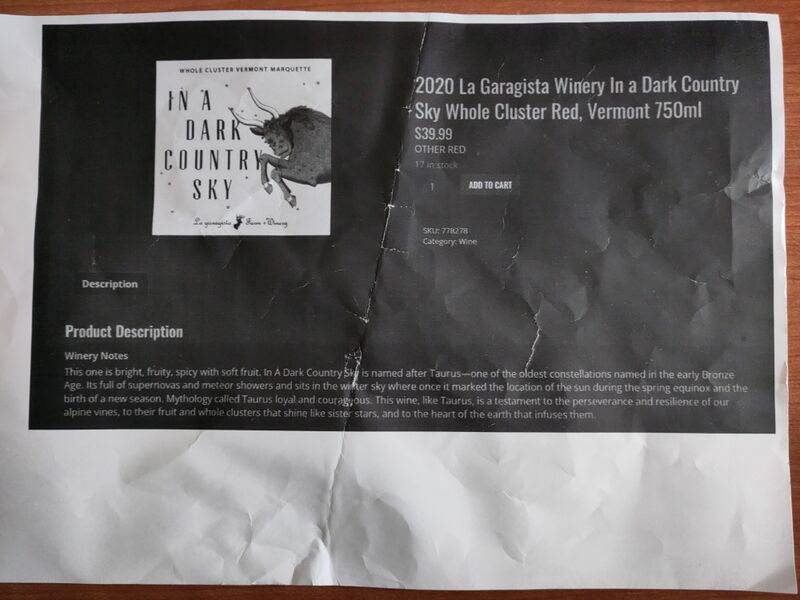 WHOLE CLUSTER VERMONT MARQUETTE
IN A
DARK
COUNTRY
SKY
La garagista Farm + Winery
2020 La Garagista Winery In a Dark Country
Sky Whole Cluster Red, Vermont 750ml
$39.99
OTHER RED
17 in stock
1
ADD TO CART
SKU: 778278
Category: Wine
Description
Product Description
Winery Notes
This one is bright, fruity, spicy with soft fruit. In A Dark Country Sky is named after Taurus—one of the oldest constellations named in the early Bronze
Age. Its full of supernovas and meteor showers and sits in the winter sky where once it marked the location of the sun during the spring equinox and the
birth of a new season. Mythology called Taurus loyal and courageous. This wine, like Taurus, is a testament to the perseverance and resilience of our
alpine vines, to their fruit and whole clusters that shine like sister stars, and to the heart of the earth that infuses them.